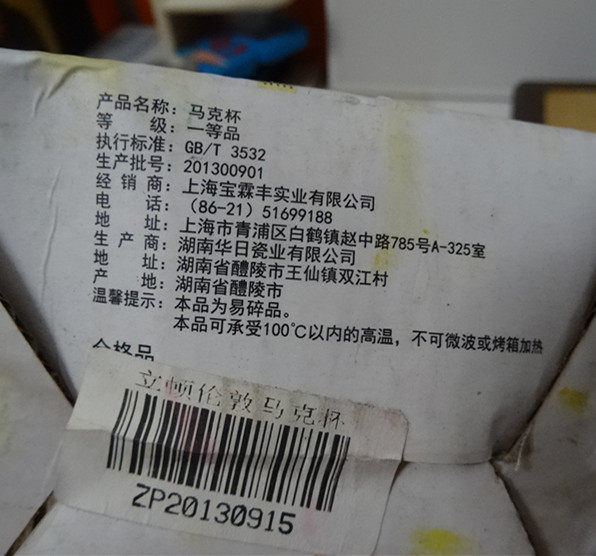 产品名称：马克杯
等　　级：一等品
执行标准：GB/T 3532
生产批号：201300901
经 销 商：上海宝霖丰实业有限公司
电　　话：（86-21）51699188
地　　址：上海市青浦区白鹤镇赵中路785号A-325室
生 产 商：湖南华日瓷业有限公司
地　　址：湖南省醴陵市王仙镇双江村
产　　地：湖南省醴陵市
温馨提示：本品为易碎品。
本品可承受100℃以内的高温，不可微波或烤箱加热
合格品
立顿伦敦马克杯
ZP20130915